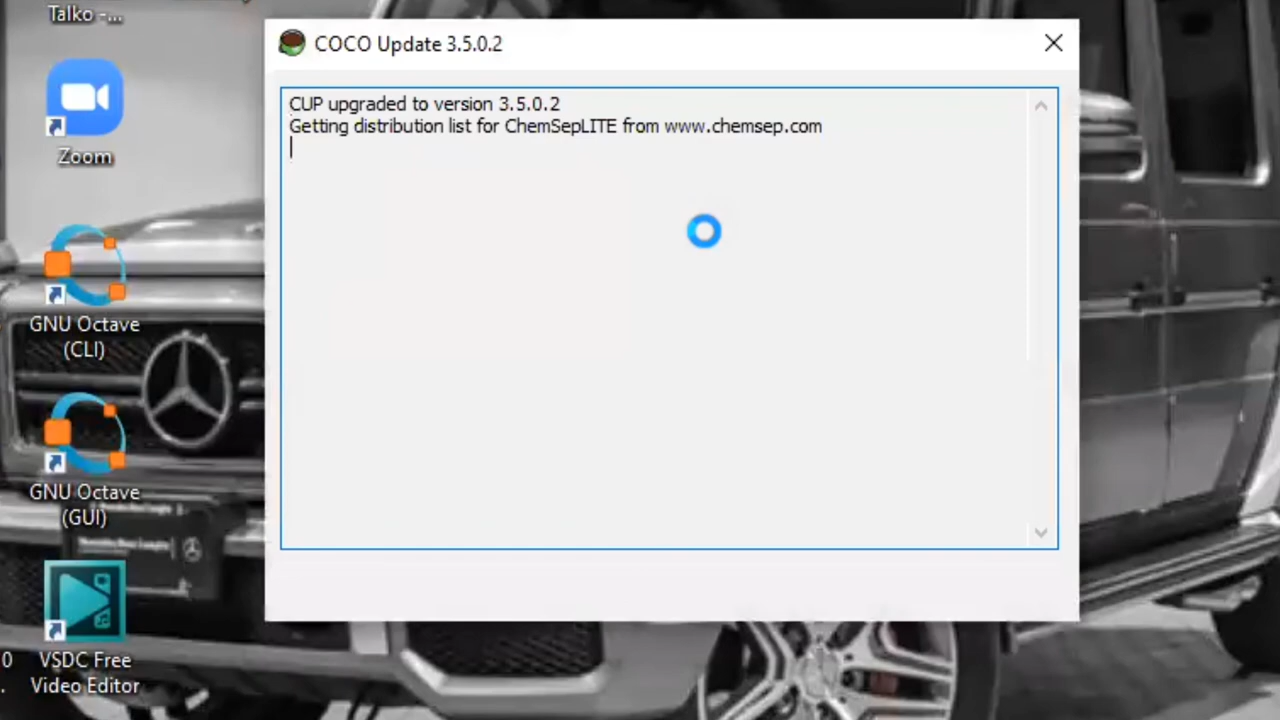 Talko -...
COCO Update 3.5.0.2
CUP upgraded to version 3.5.0.2
Getting distribution list for ChemSepLITE from www.chemsep.com
Zoom
GNU Octave
(CLI)
GNU Octave
(GUI)
0
.
VSDC Free
Video Editor